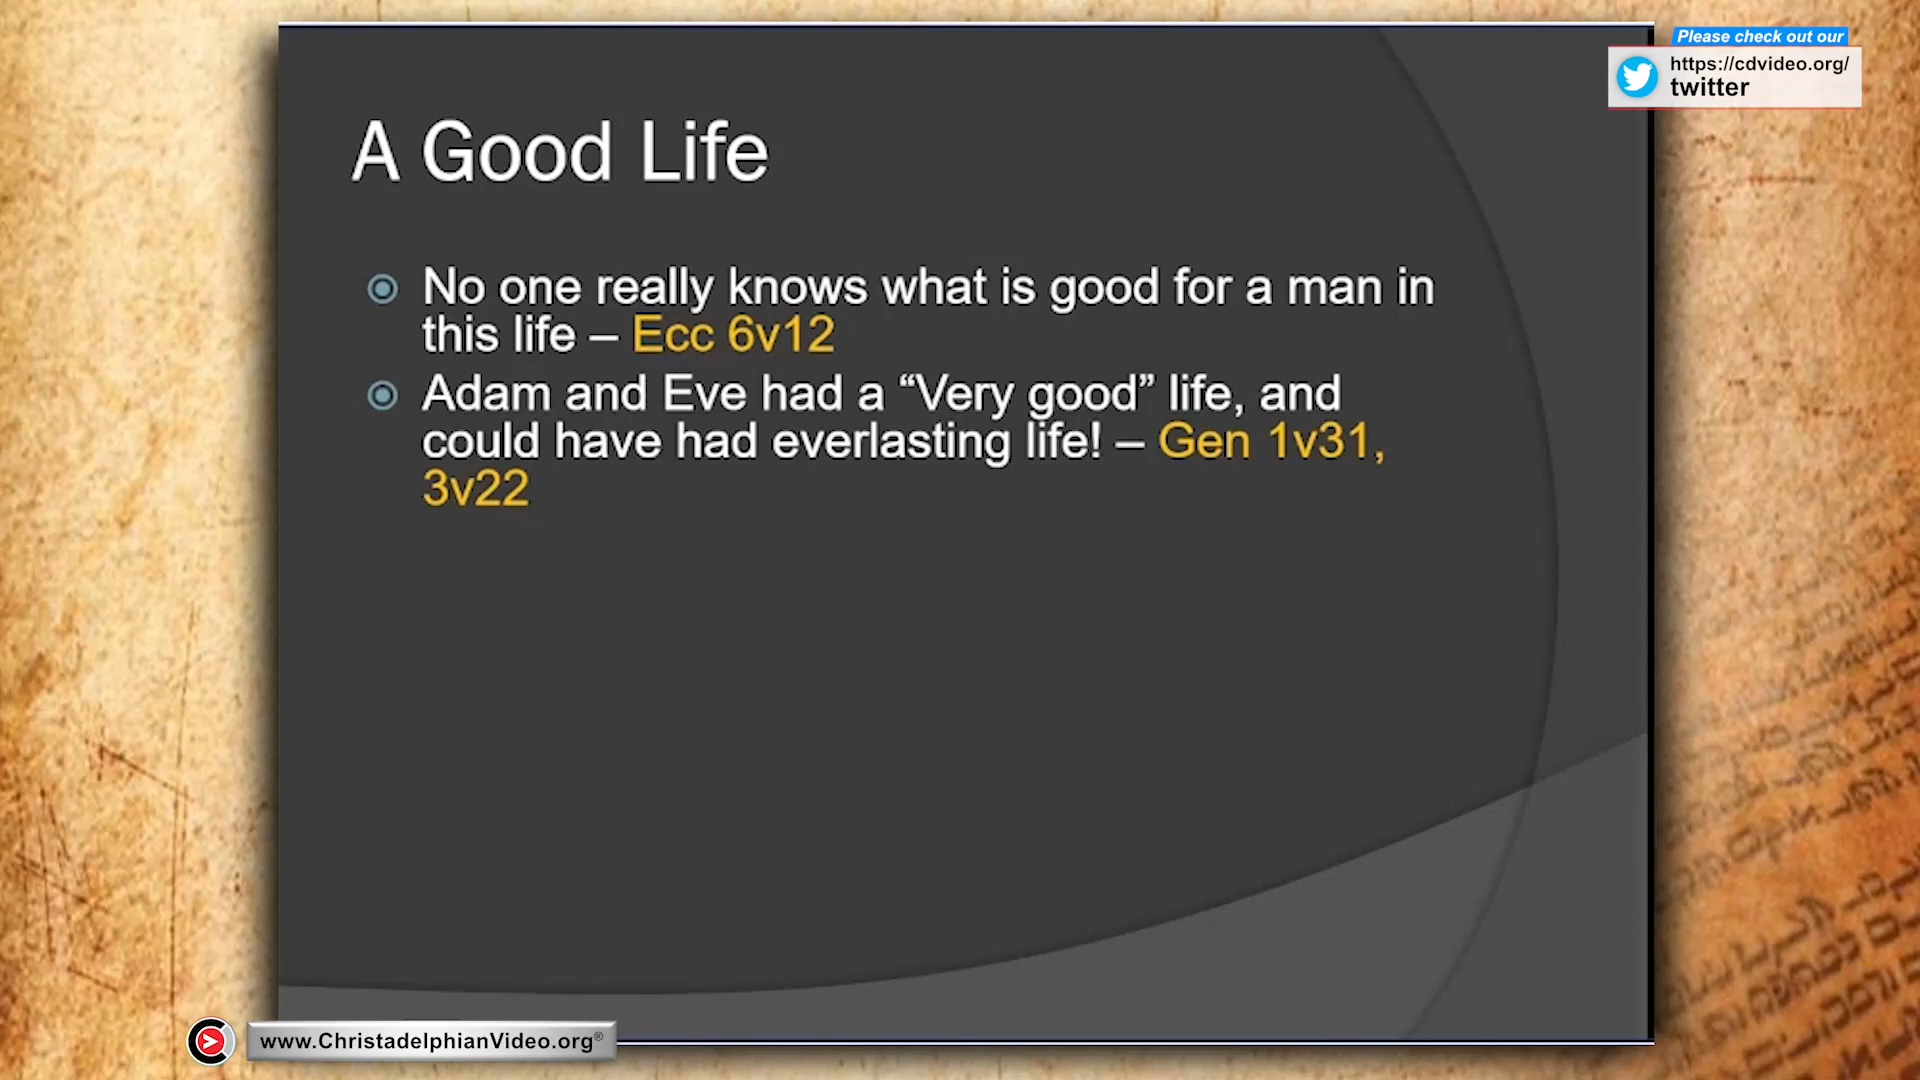 Please check out our
https://cdvideo.org/
twitter
A Good Life
No one really knows what is good for a man in
this life – Ecc 6v12
Adam and Eve had a “Very good” life, and
could have had everlasting life! – Gen 1v31,
3v22
www.ChristadelphianVideo.org®